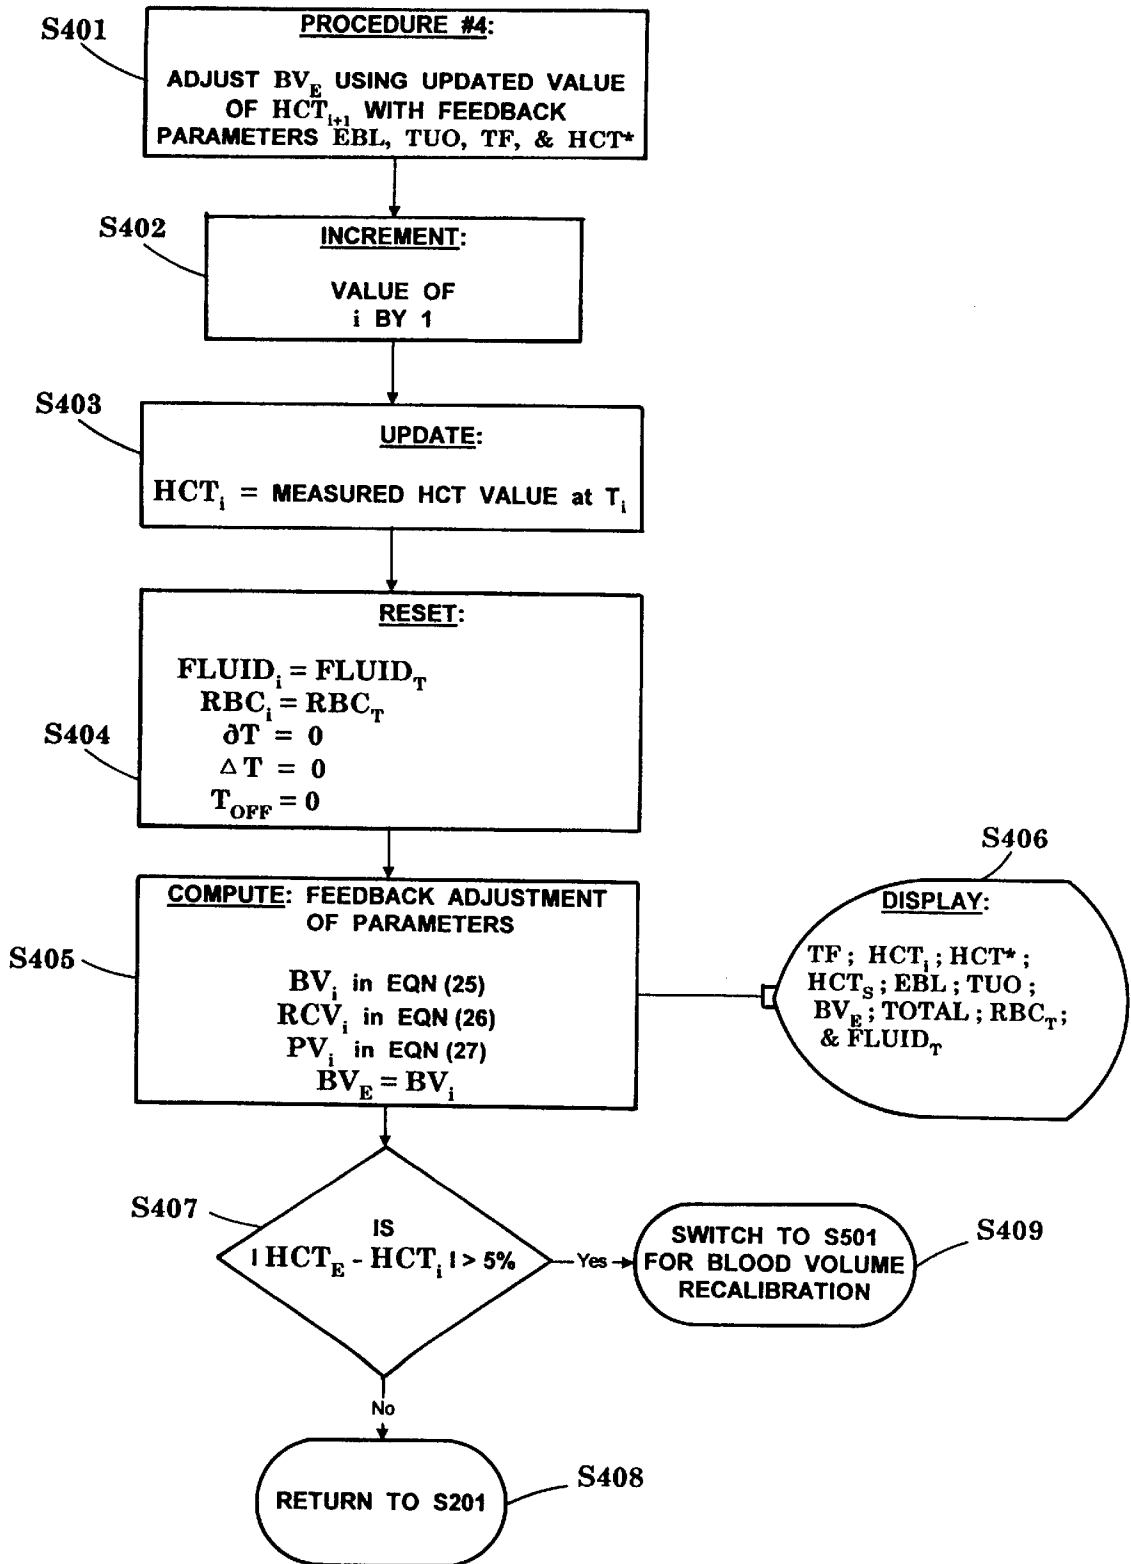 S401
PROCEDURE #4:
ADJUST BV_E USING UPDATED VALUE
OF HCT_{i+1} WITH FEEDBACK
PARAMETERS EBL, TUO, TF, & HCT*
S402
INCREMENT:
VALUE OF
i BY 1
S403
UPDATE:
HCT_i = MEASURED HCT VALUE at T_i
S404
RESET:
FLUID_i = FLUID_T
RBC_i = RBC_T
∂T = 0
△T = 0
T_OFF = 0
S405
COMPUTE: FEEDBACK ADJUSTMENT
OF PARAMETERS
BV_i in EQN (25)
RCV_i in EQN (26)
PV_i in EQN (27)
BV_E = BV_i
S406
DISPLAY:
TF ; HCT_i ; HCT* ;
HCT_S ; EBL ; TUO ;
BV_E ; TOTAL ; RBC_T ;
& FLUID_T
S407
IS
| HCT_E - HCT_i | > 5%
Yes
SWITCH TO S501
FOR BLOOD VOLUME
RECALIBRATION
S409
No
RETURN TO S201
S408